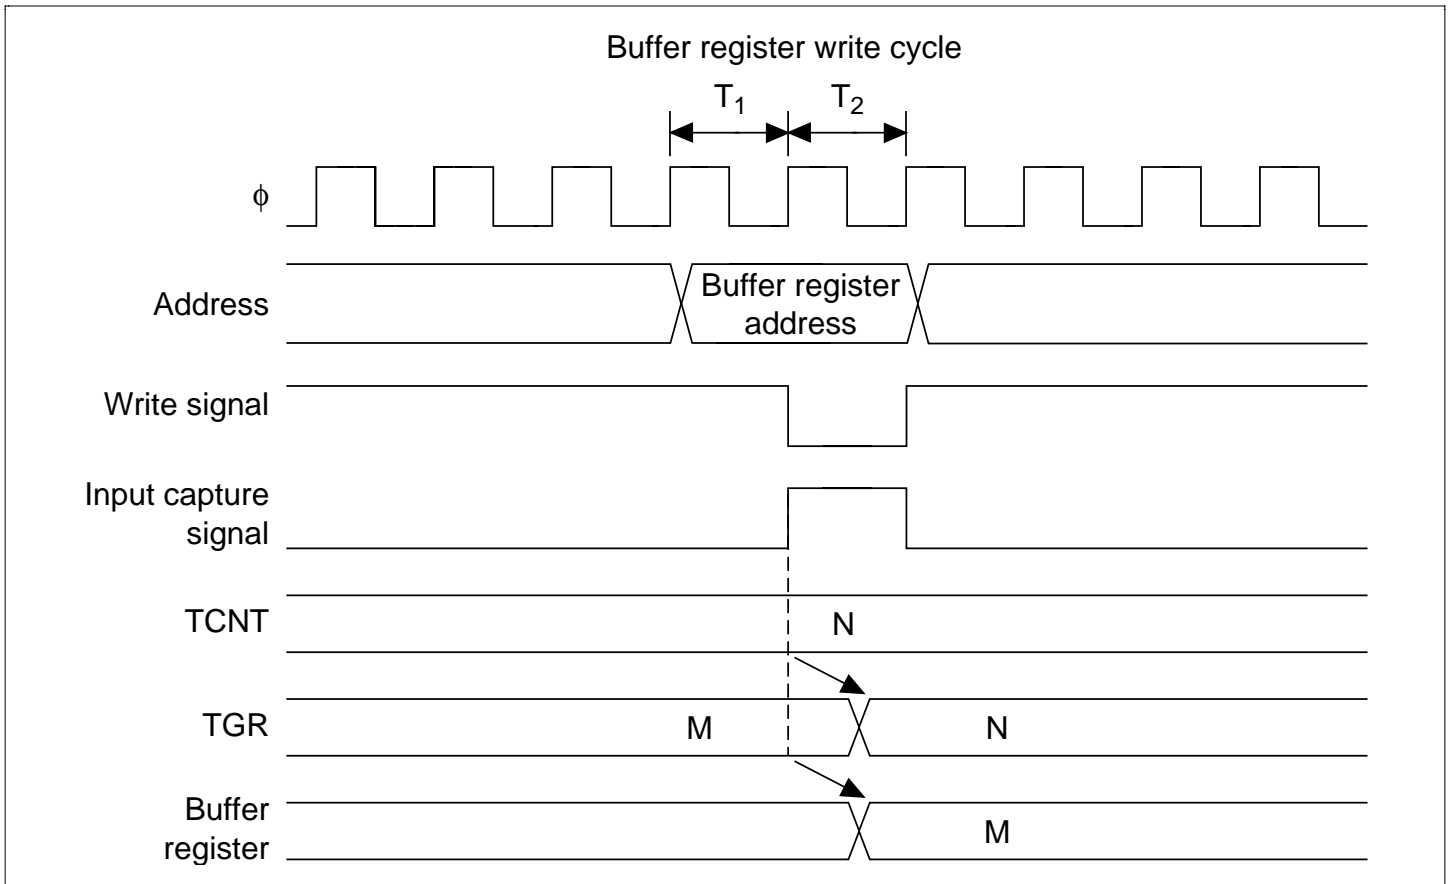 Buffer register write cycle
T1 T2
ϕ
Address
Buffer register
address
Write signal
Input capture
signal
TCNT
N
TGR
M N
Buffer
register
M